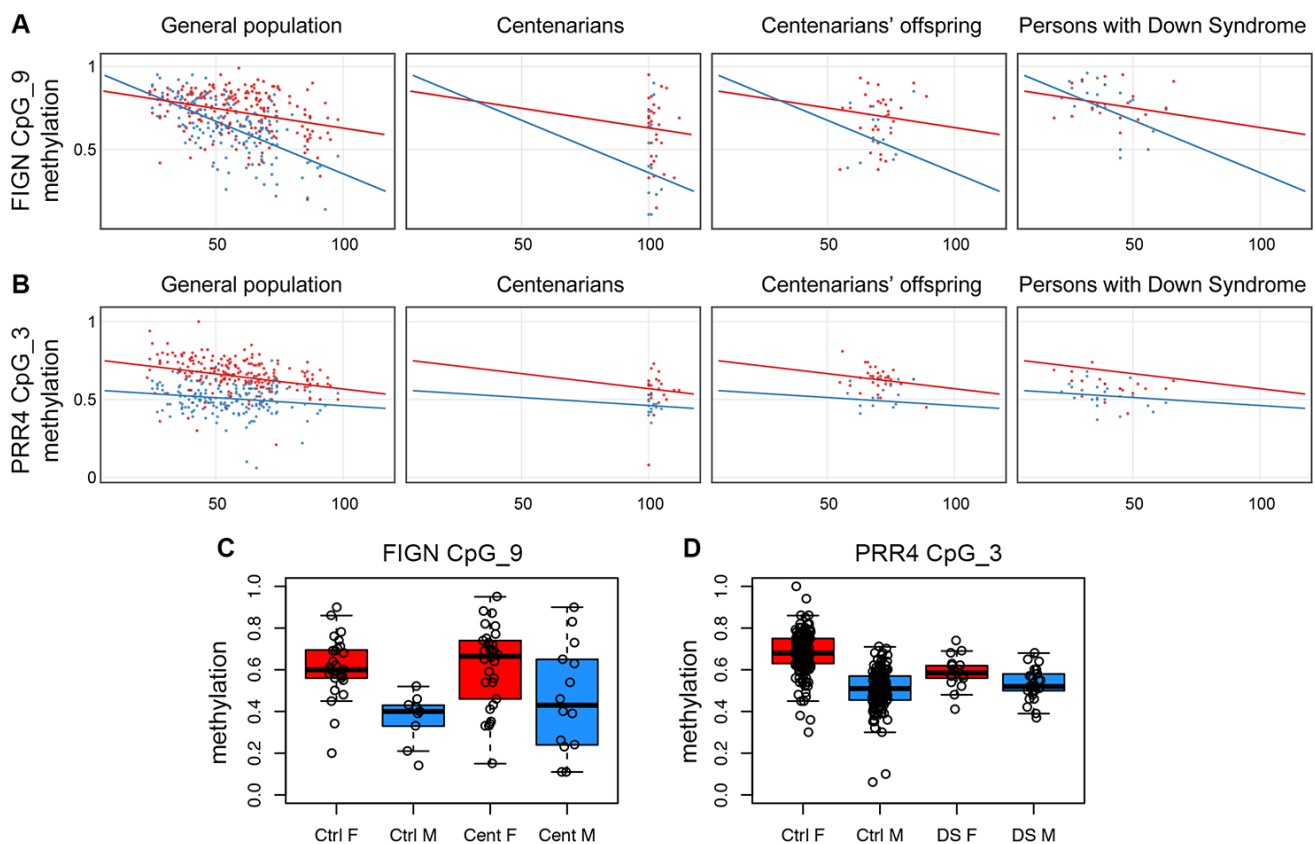 A
General population
Centenarians
Centenarians' offspring
Persons with Down Syndrome
FIGN CpG_9
methylation
1
0.5
50
100
50
100
50
100
50
100
B
General population
Centenarians
Centenarians' offspring
Persons with Down Syndrome
PRR4 CpG_3
methylation
1
0.5
0
50
100
50
100
50
100
50
100
C
FIGN CpG_9
methylation
1.0
0.8
0.6
0.4
0.2
0.0
Ctrl F
Ctrl M
Cent F
Cent M
D
PRR4 CpG_3
methylation
1.0
0.8
0.6
0.4
0.2
0.0
Ctrl F
Ctrl M
DS F
DS M